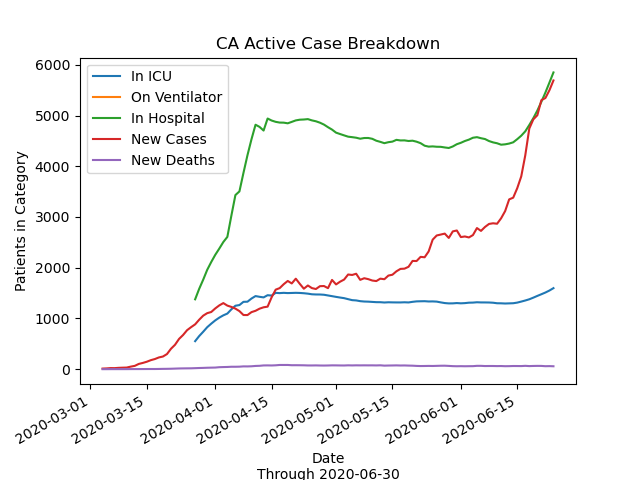 CA Active Case Breakdown
In ICU
On Ventilator
In Hospital
New Cases
New Deaths
Patients in Category
6000
5000
4000
3000
2000
1000
0
2020-03-01
2020-03-15
2020-04-01
2020-04-15
2020-05-01
2020-05-15
2020-06-01
2020-06-15
Date
Through 2020-06-30